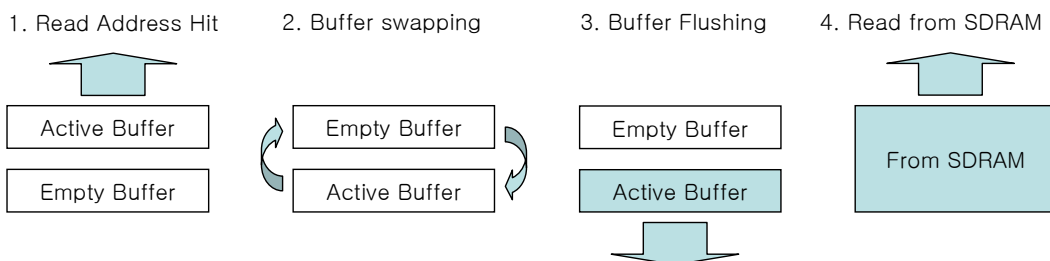 1. Read Address Hit
2. Buffer swapping
3. Buffer Flushing
4. Read from SDRAM
Active Buffer
Empty Buffer
Empty Buffer
Active Buffer
Empty Buffer
Active Buffer
From SDRAM